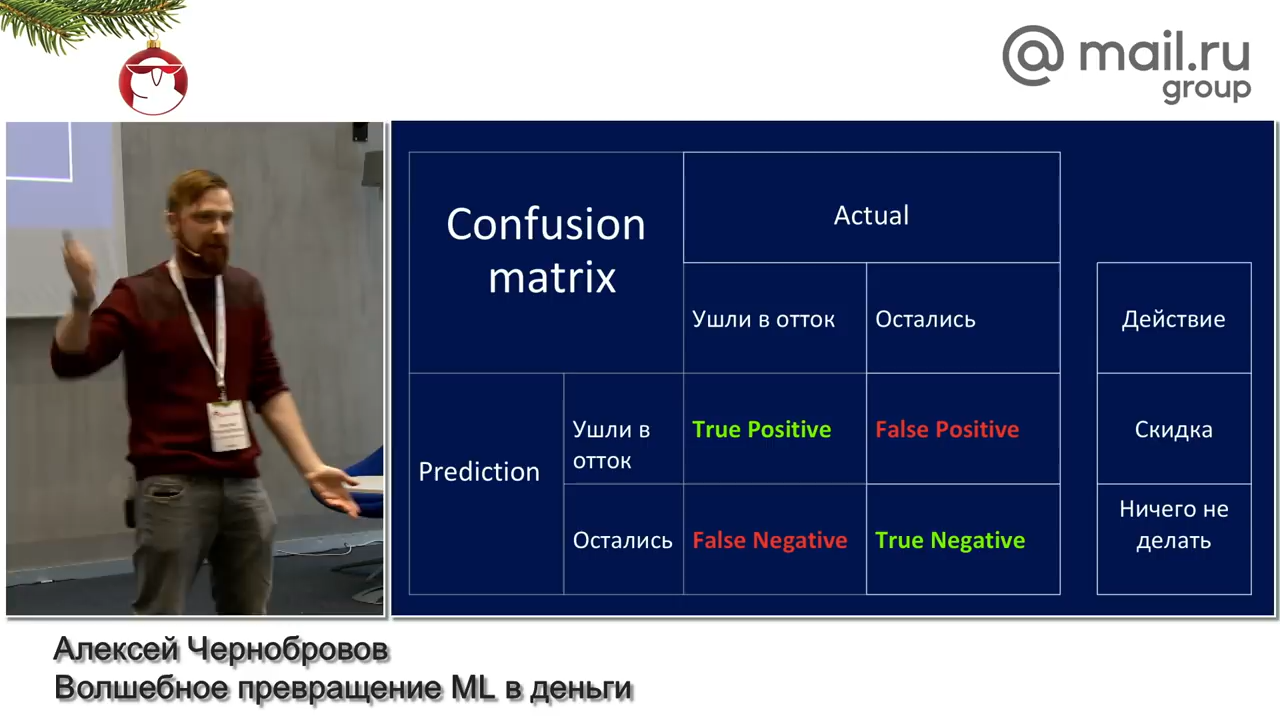 @mail.ru
group
Confusion
matrix
Actual
Ушли в отток
Остались
Действие
Prediction
Ушли в
отток
True Positive
False Positive
Скидка
Остались
False Negative
True Negative
Ничего не
делать
Алексей Чернобровов
Волшебное превращение ML в деньги